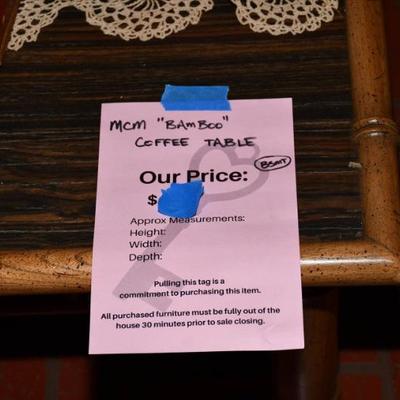 MCM "BAMBOO"
COFFEE TABLE
BSMT
Our Price:
$
Approx Measurements:
Height:
Width:
Depth:
Pulling this tag is a
commitment to purchasing this item.
All purchased furniture must be fully out of the
house 30 minutes prior to sale closing.